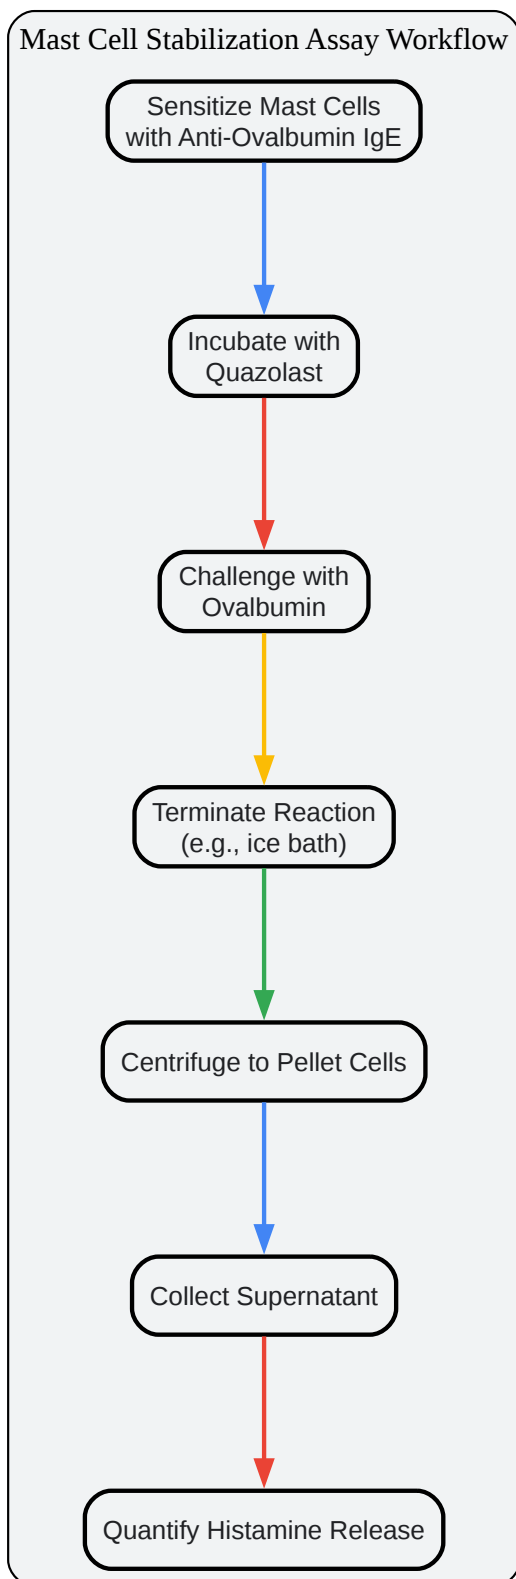 Mast Cell Stabilization Assay Workflow
Sensitize Mast Cells
with Anti-Ovalbumin IgE
Incubate with
Quazolast
Challenge with
Ovalbumin
Terminate Reaction
(e.g., ice bath)
Centrifuge to Pellet Cells
Collect Supernatant
Quantify Histamine Release